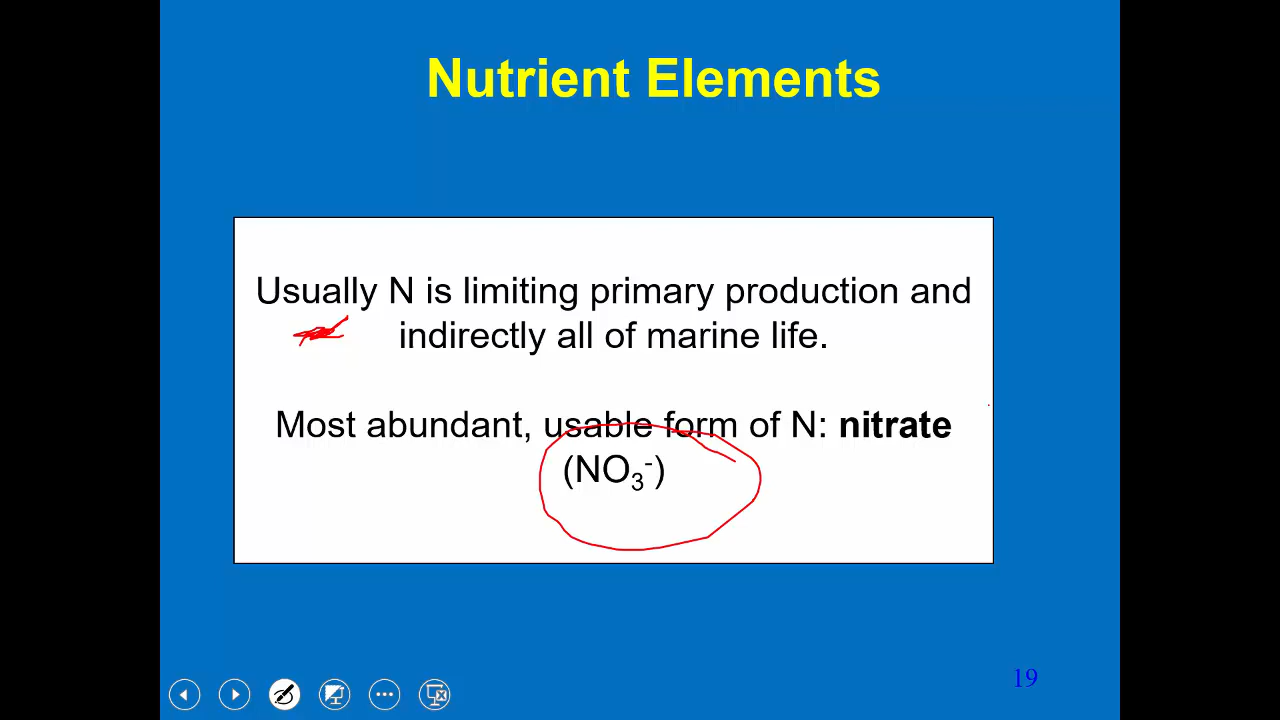 Nutrient Elements
Usually N is limiting primary production and
indirectly all of marine life.
Most abundant, usable form of N: nitrate
(NO₃⁻)
19